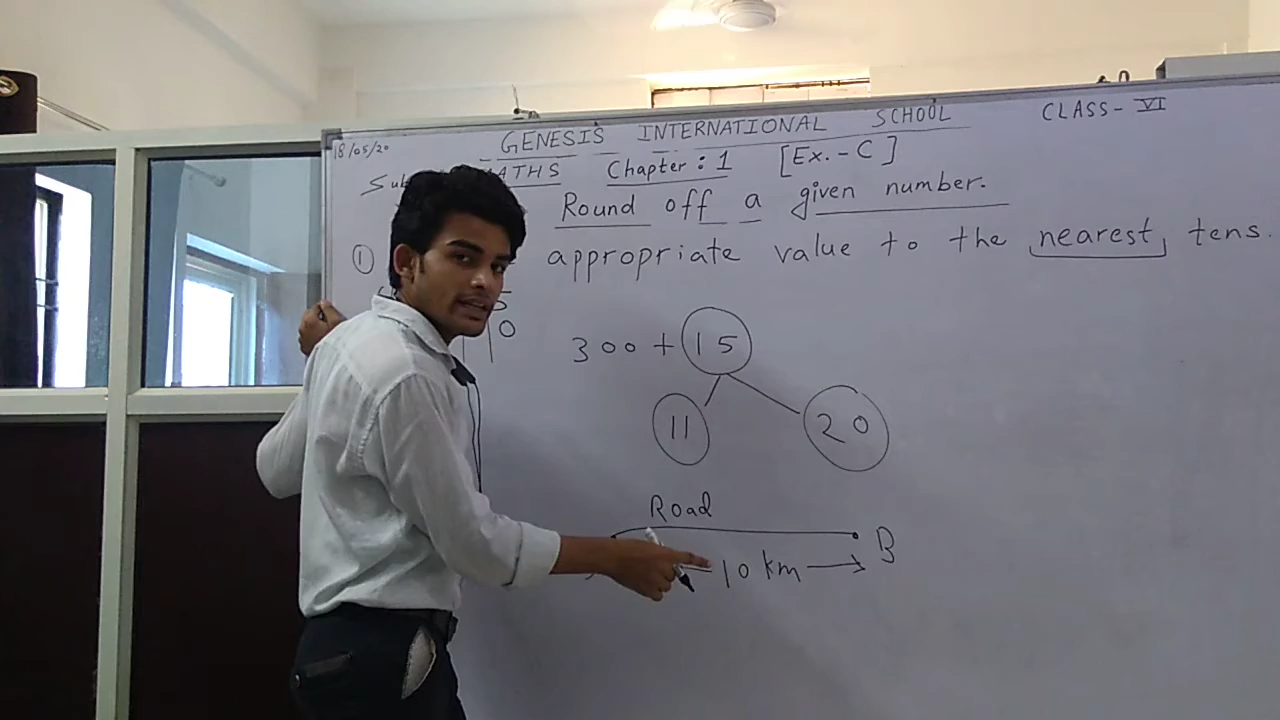 18/05/20
GENESIS INTERNATIONAL SCHOOL CLASS-VI
MATHS Chapter : 1 [Ex.-C]
Round off a given number.
① appropriate value to the nearest tens.
300 + 15
11 20
Road
B
10 km